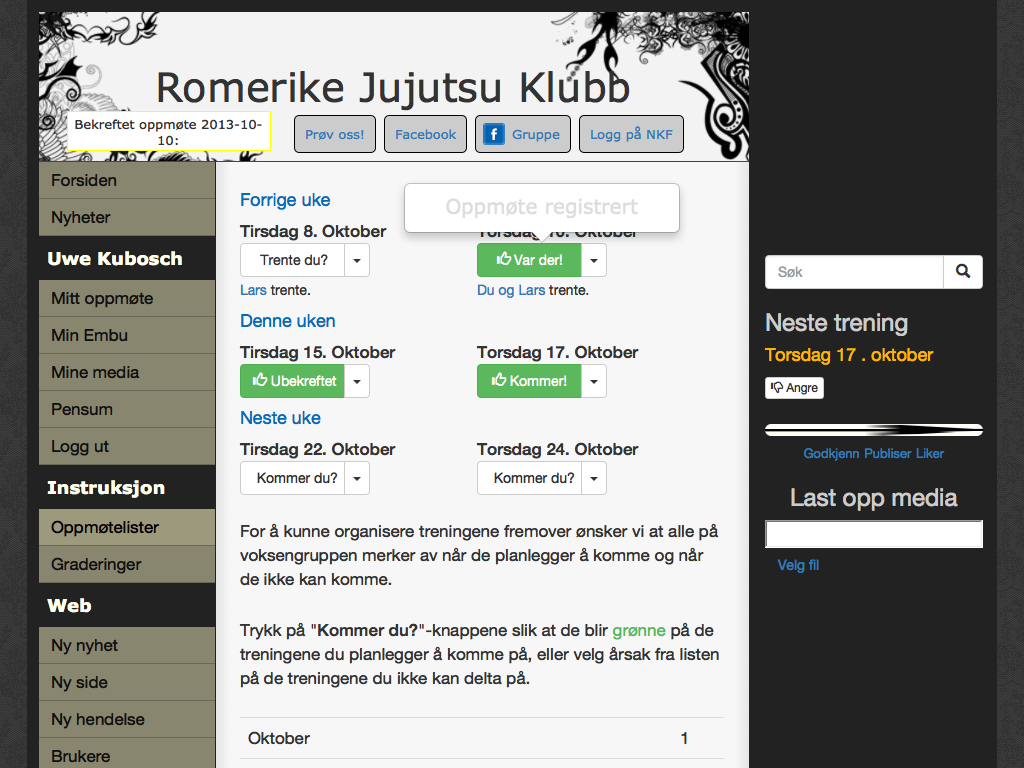 Romerike Jujutsu Klubb
Bekreftet oppmøte 2013-10-
10:
Prøv oss!
Facebook
Gruppe
Logg på NKF
Forsiden
Nyheter
Uwe Kubosch
Mitt oppmøte
Min Embu
Mine media
Pensum
Logg ut
Instruksjon
Oppmøtelister
Graderinger
Web
Ny nyhet
Ny side
Ny hendelse
Brukere
Forrige uke
Oppmøte registrert
Tirsdag 8. Oktober
Torsdag 10. Oktober
Trente du?
Var der!
Lars trente.
Du og Lars trente.
Denne uken
Tirsdag 15. Oktober
Torsdag 17. Oktober
Ubekreftet
Kommer!
Neste uke
Tirsdag 22. Oktober
Torsdag 24. Oktober
Kommer du?
Kommer du?
For å kunne organisere treningene fremover ønsker vi at alle på
voksengruppen merker av når de planlegger å komme og når
de ikke kan komme.
Trykk på "Kommer du?"-knappene slik at de blir grønne på de
treningene du planlegger å komme på, eller velg årsak fra listen
på de treningene du ikke kan delta på.
Oktober 1
Søk
Neste trening
Torsdag 17 . oktober
Angre
Godkjenn Publiser Liker
Last opp media
Velg fil